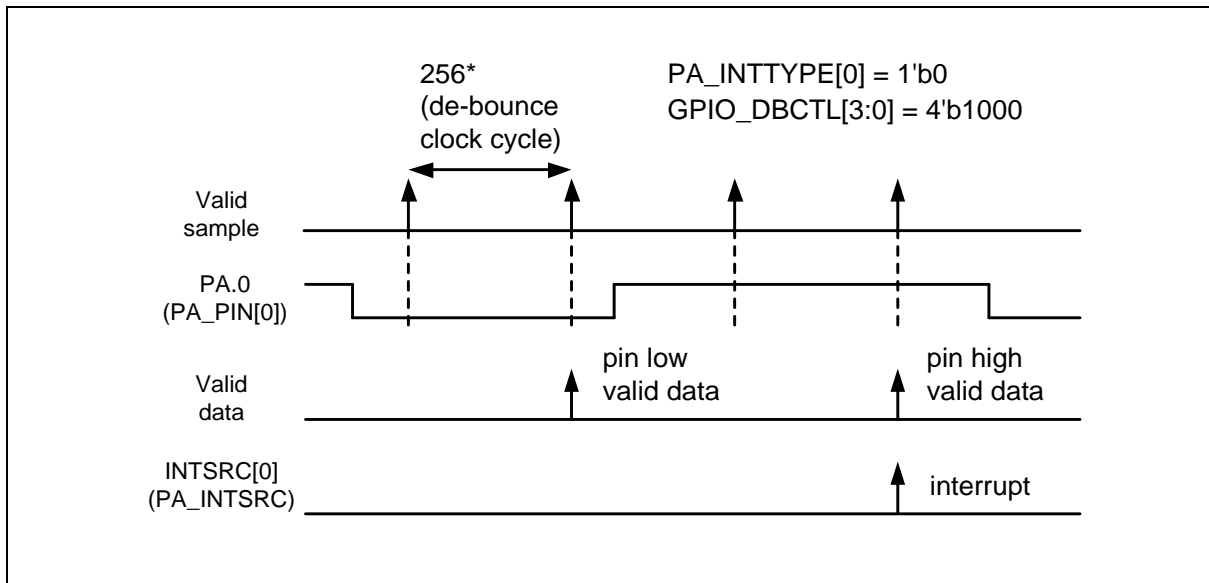 256*
(de-bounce
clock cycle)
PA_INTTYPE[0] = 1'b0
GPIO_DBCTL[3:0] = 4'b1000
Valid
sample
PA.0
(PA_PIN[0])
pin low
valid data
pin high
valid data
Valid
data
INTSRC[0]
(PA_INTSRC)
interrupt